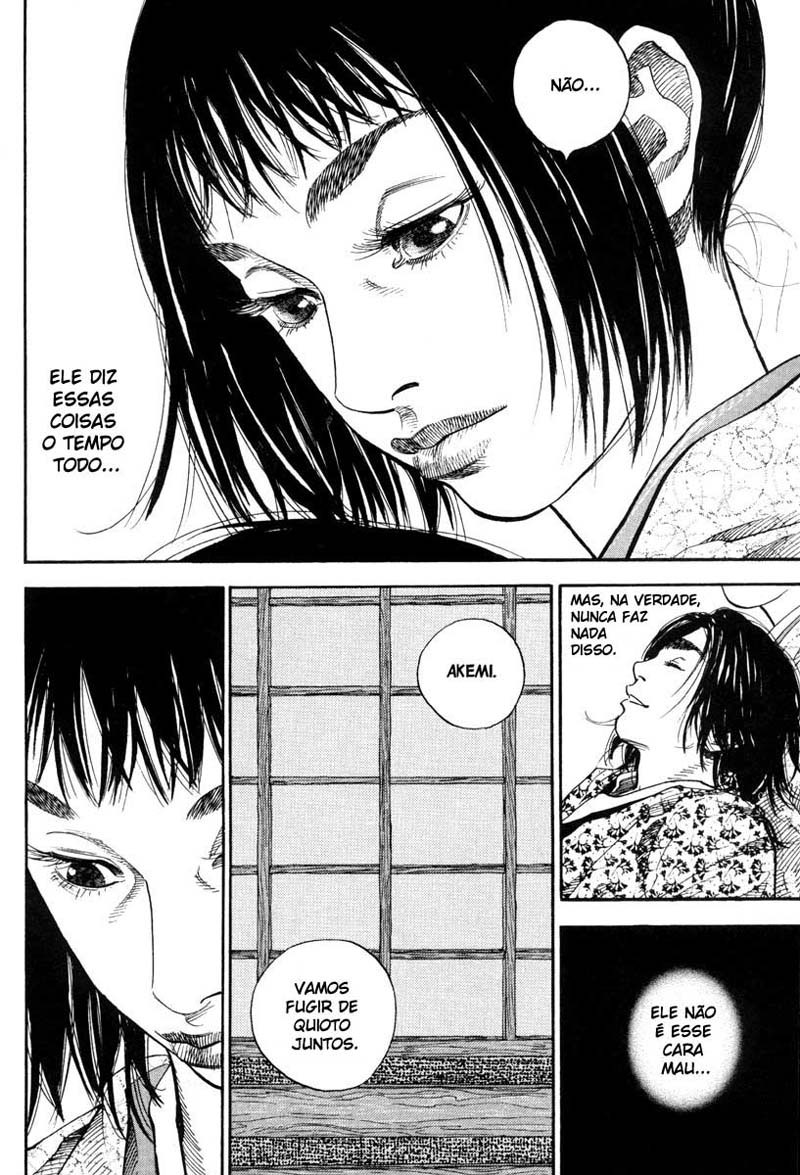 NÃO...
ELE DIZ
ESSAS
COISAS
O TEMPO
TODO...
MAS, NA VERDADE,
NUNCA FAZ
NADA
DISSO.
ELE NÃO
É ESSE
CARA
MAU...
AKEMI.
VAMOS
FUGIR DE
QUIOTO
JUNTOS.